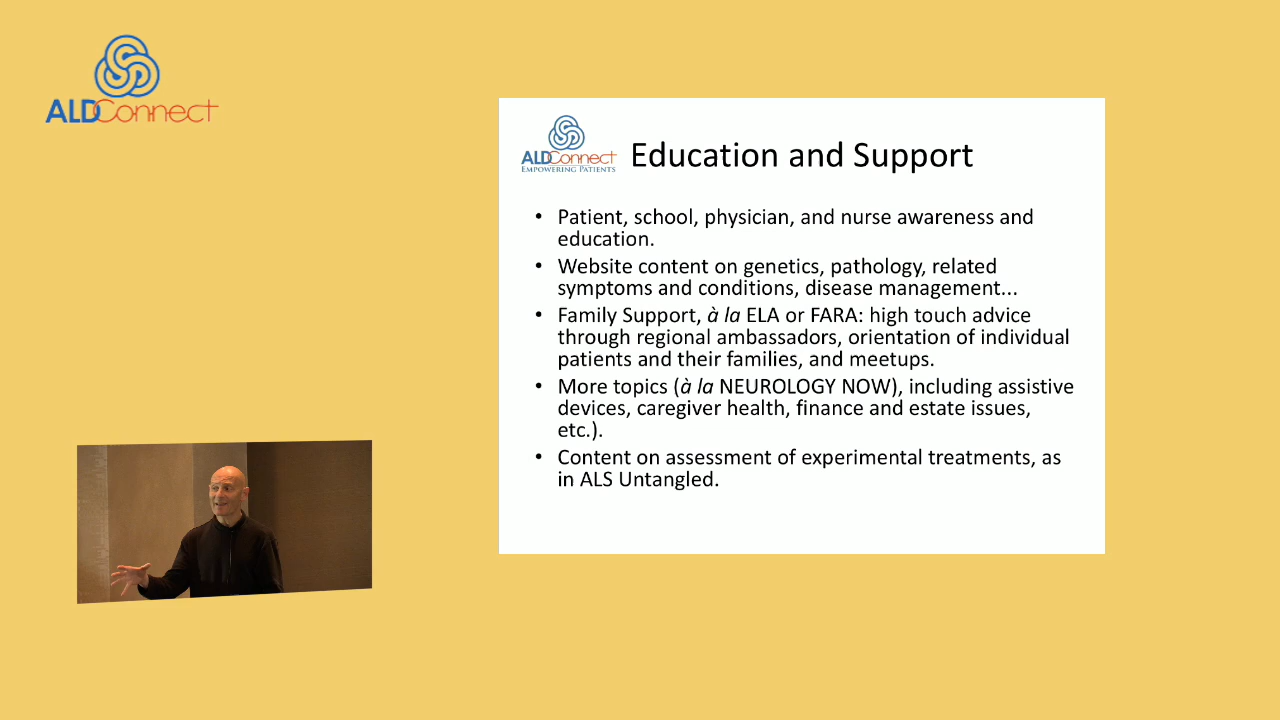 ALDConnect
ALDConnect
EMPOWERING PATIENTS
Education and Support
• Patient, school, physician, and nurse awareness and
education.
• Website content on genetics, pathology, related
symptoms and conditions, disease management...
• Family Support, à la ELA or FARA: high touch advice
through regional ambassadors, orientation of individual
patients and their families, and meetups.
• More topics (à la NEUROLOGY NOW), including assistive
devices, caregiver health, finance and estate issues,
etc.).
• Content on assessment of experimental treatments, as
in ALS Untangled.